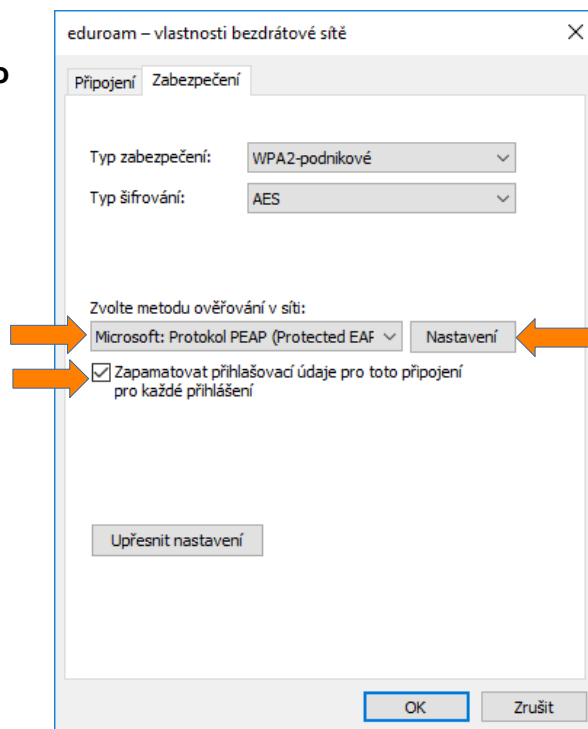 eduroam – vlastnosti bezdrátové sítě
o
Připojení Zabezpečení
Typ zabezpečení: WPA2-podnikové
Typ šifrování: AES
Zvolte metodu ověřování v síti:
Microsoft: Protokol PEAP (Protected EAP Nastavení
Zapamatovat přihlašovací údaje pro toto připojení
pro každé přihlášení
Upřesnit nastavení
OK Zrušit